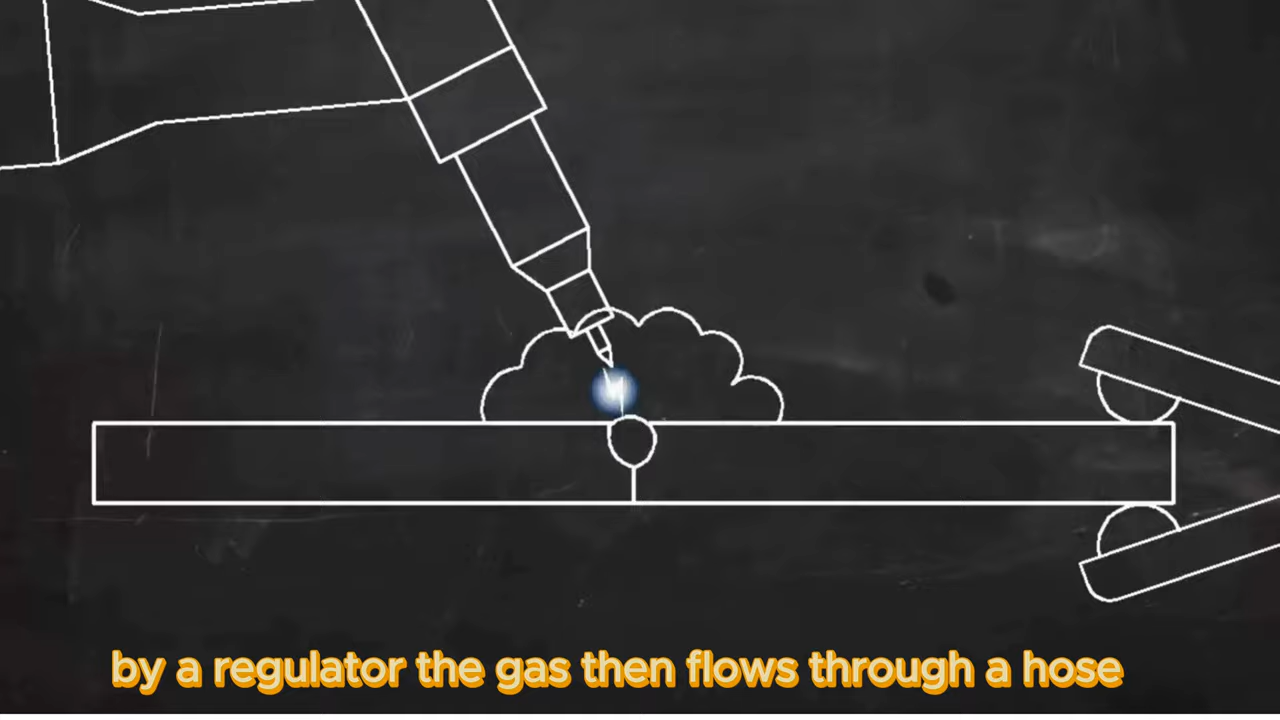 by a regulator the gas then flows through a hose